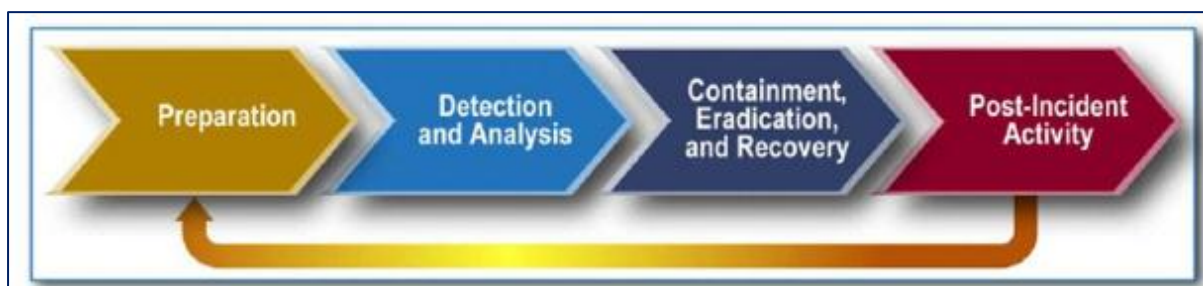 Preparation
Detection
and Analysis
Containment,
Eradication,
and Recovery
Post-Incident
Activity